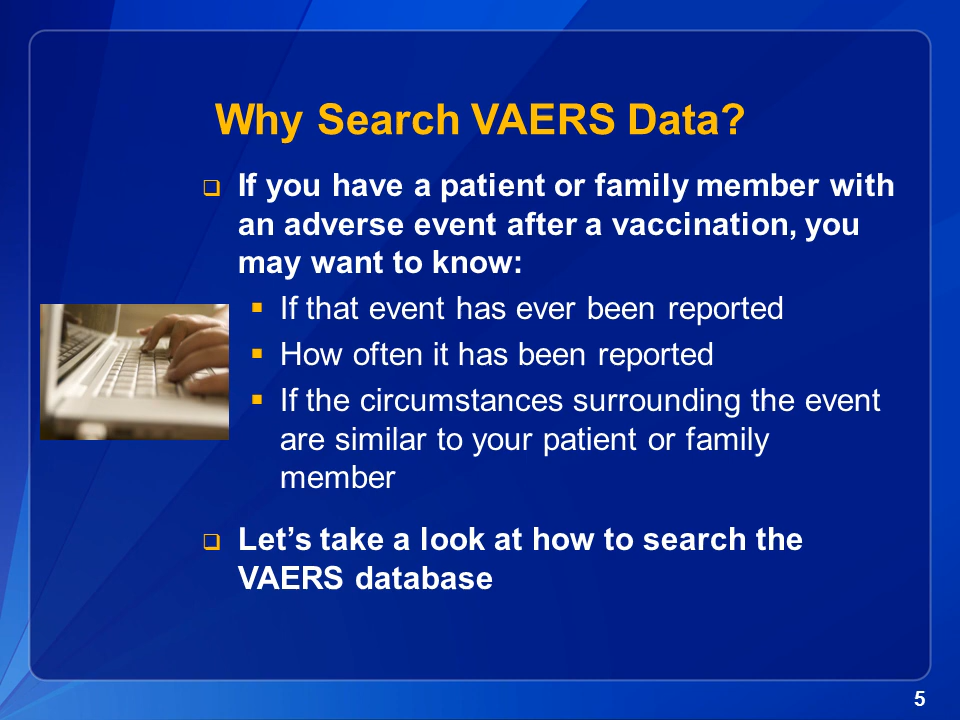 Why Search VAERS Data?
If you have a patient or family member with
an adverse event after a vaccination, you
may want to know:
If that event has ever been reported
How often it has been reported
If the circumstances surrounding the event
are similar to your patient or family
member
Let’s take a look at how to search the
VAERS database
5